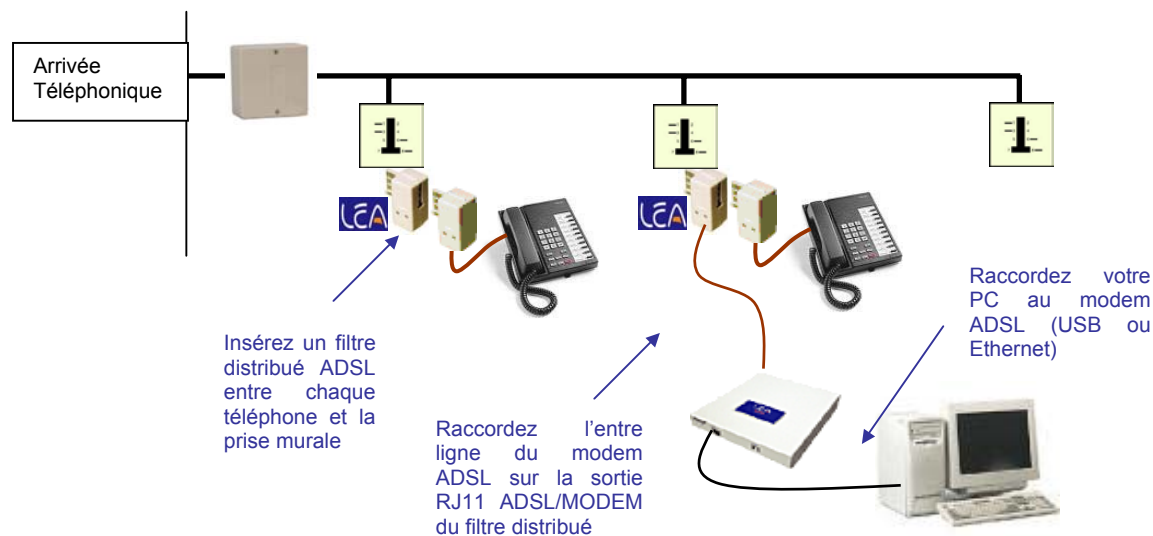 Arrivée
Téléphonique
LEA
LEA
Insérez un filtre
distribué ADSL
entre chaque
téléphone et la
prise murale
Raccordez l'entre
ligne du modem
ADSL sur la sortie
RJ11 ADSL/MODEM
du filtre distribué
Raccordez votre
PC au modem
ADSL (USB ou
Ethernet)
LEA